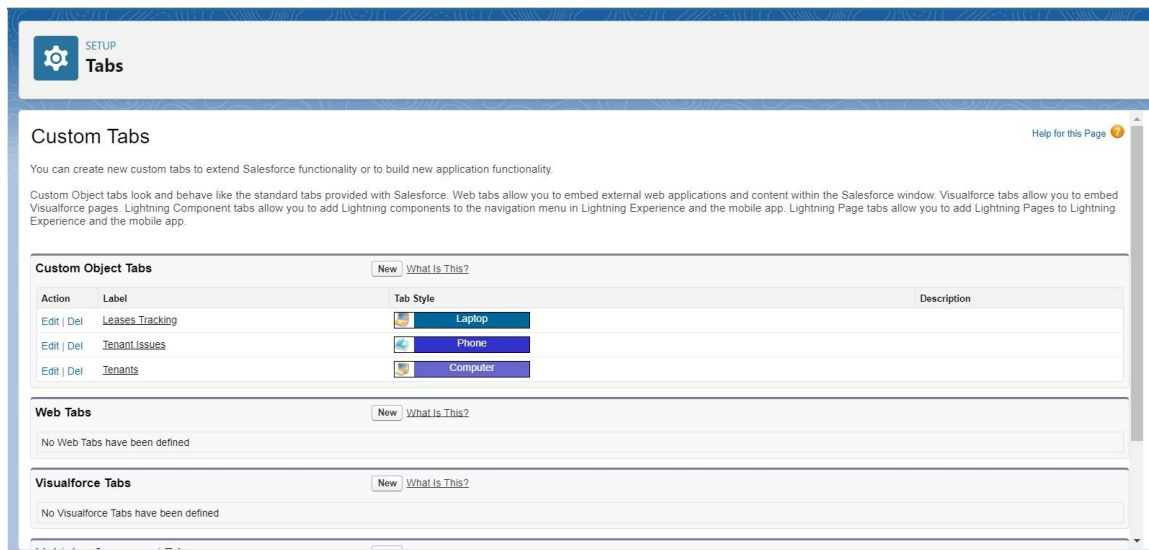 SETUP
Tabs
Custom Tabs
Help for this Page
You can create new custom tabs to extend Salesforce functionality or to build new application functionality.
Custom Object tabs look and behave like the standard tabs provided with Salesforce. Web tabs allow you to embed external web applications and content within the Salesforce window. Visualforce tabs allow you to embed
Visualforce pages. Lightning Component tabs allow you to add Lightning components to the navigation menu in Lightning Experience and the mobile app. Lightning Page tabs allow you to add Lightning Pages to Lightning
Experience and the mobile app.
Custom Object Tabs New What Is This?
Action Label Tab Style Description
Edit | Del Leases Tracking Laptop
Edit | Del Tenant Issues Phone
Edit | Del Tenants Computer
Web Tabs New What Is This?
No Web Tabs have been defined
Visualforce Tabs New What Is This?
No Visualforce Tabs have been defined